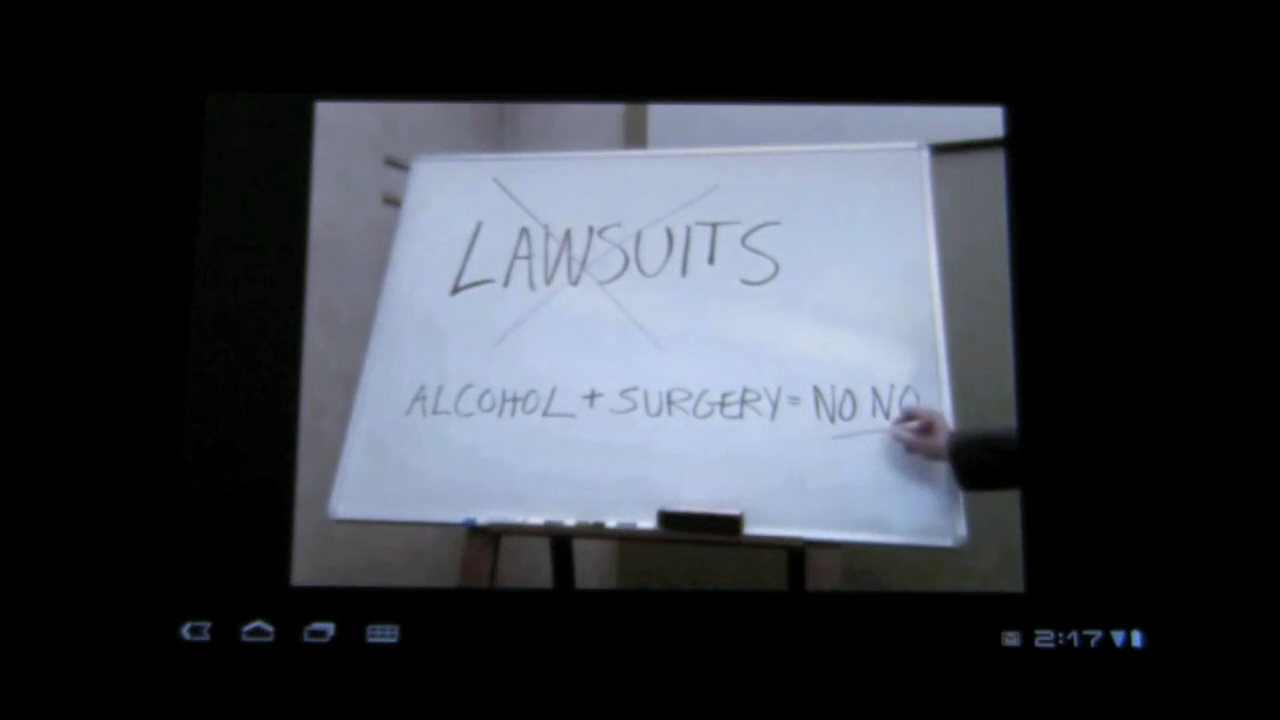 LAWSUITS
ALCOHOL + SURGERY = NO NO
2:17